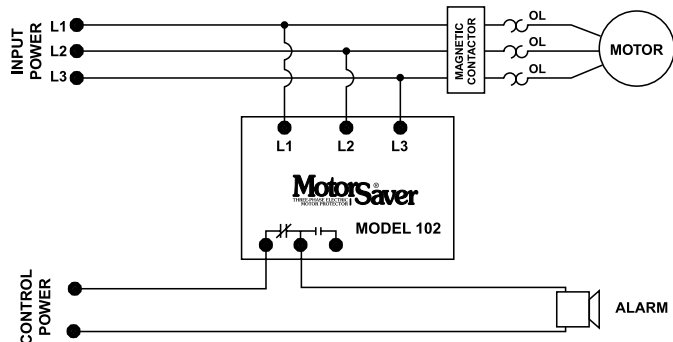 INPUT POWER
L1
L2
L3
MAGNETIC CONTACTOR
OL
OL
OL
MOTOR
L1 L2 L3
MotorSaver®
THREE-PHASE ELECTRIC
MOTOR PROTECTOR
MODEL 102
CONTROL POWER
ALARM